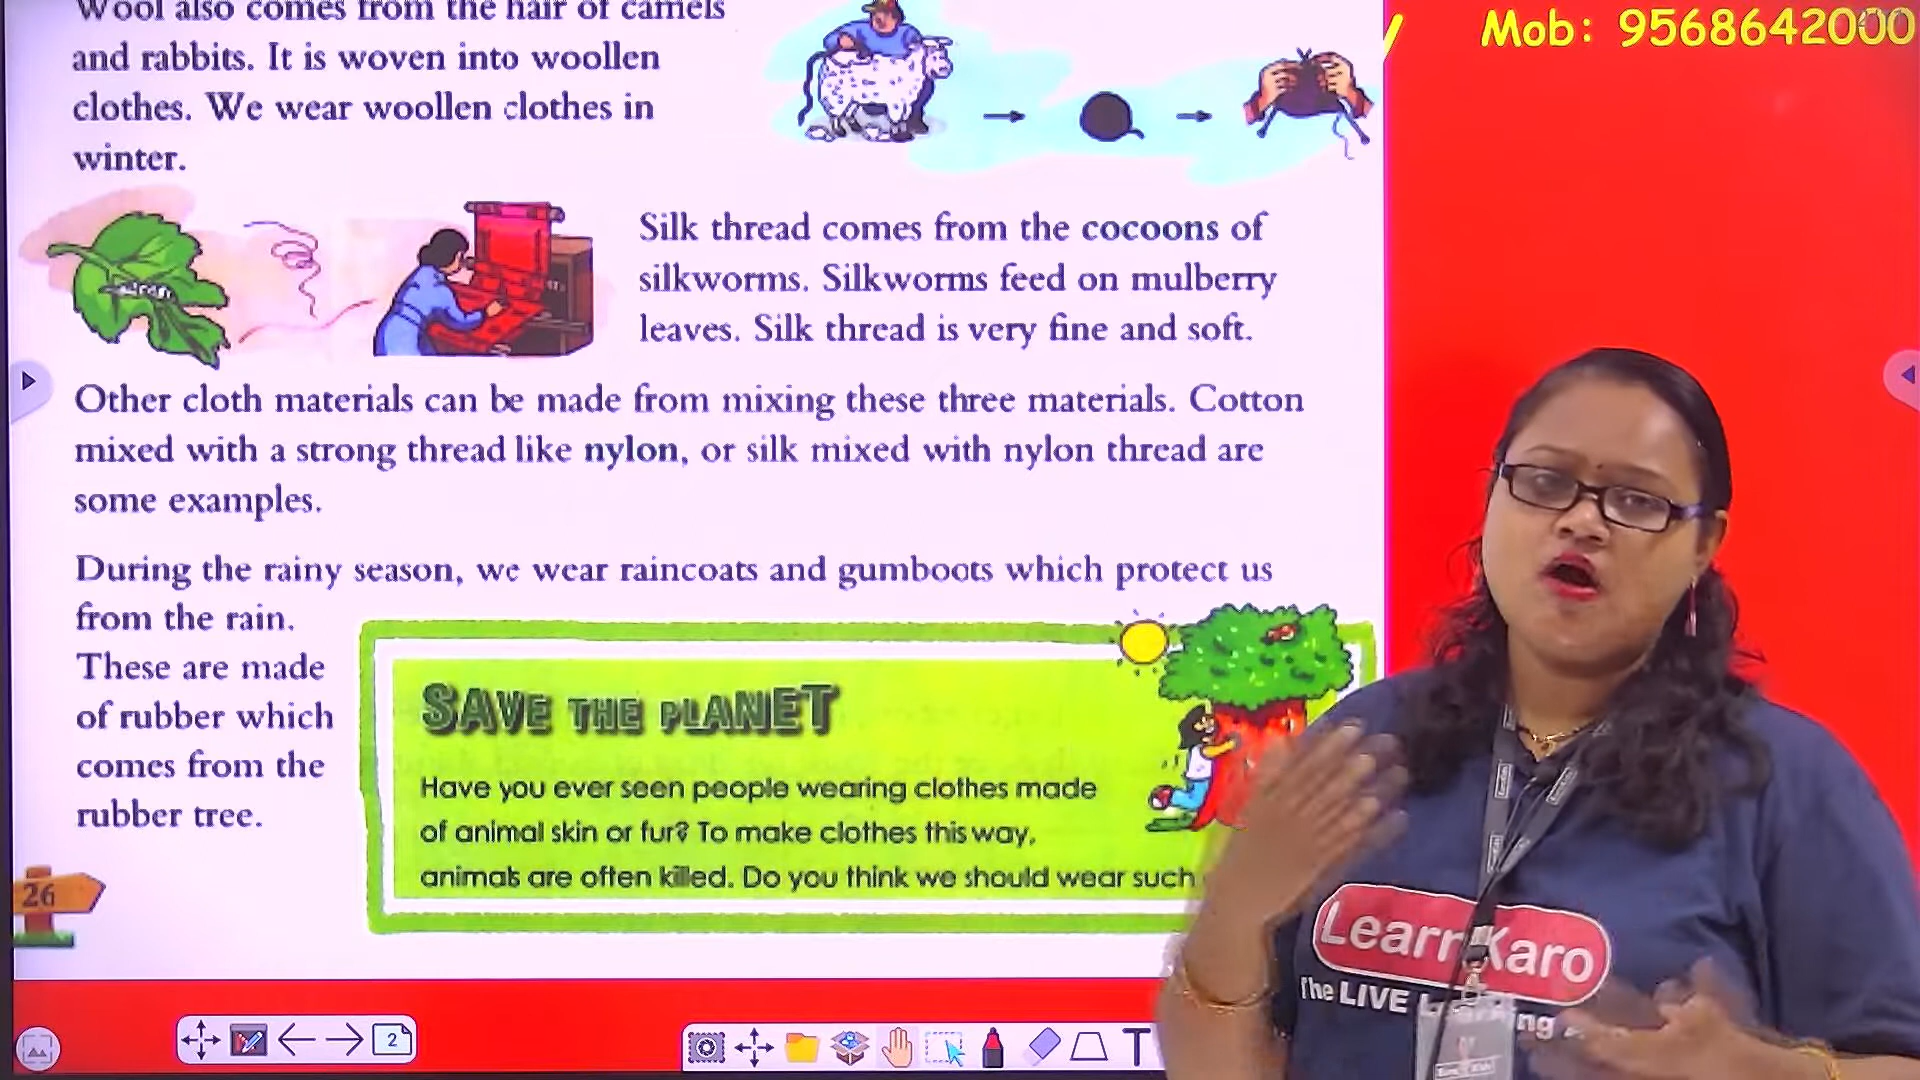 Wool also comes from the hair of camels
and rabbits. It is woven into woollen
clothes. We wear woollen clothes in
winter.
Mob: 9568642000
Silk thread comes from the cocoons of
silkworms. Silkworms feed on mulberry
leaves. Silk thread is very fine and soft.
Other cloth materials can be made from mixing these three materials. Cotton
mixed with a strong thread like nylon, or silk mixed with nylon thread are
some examples.
During the rainy season, we wear raincoats and gumboots which protect us
from the rain.
These are made
of rubber which
comes from the
rubber tree.
SAVE THE PLANET
Have you ever seen people wearing clothes made
of animal skin or fur? To make clothes this way,
animals are often killed. Do you think we should wear such
26
2
T
Learn Karo
The LIVE